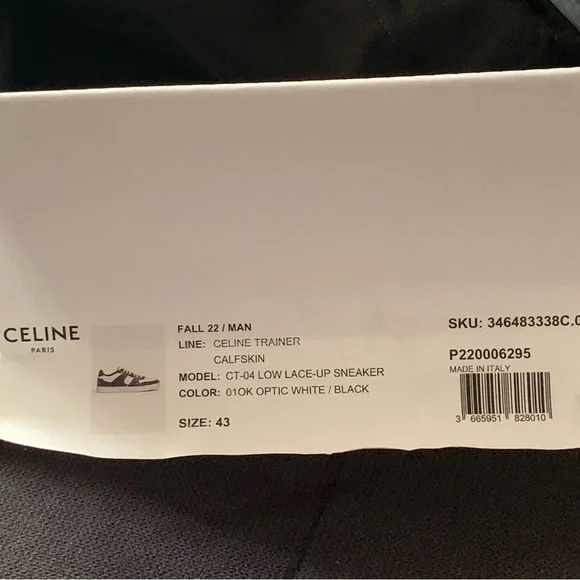 CELINE
PARIS
FALL 22 / MAN
LINE: CELINE TRAINER
CALFSKIN
MODEL: CT-04 LOW LACE-UP SNEAKER
COLOR: 01OK OPTIC WHITE / BLACK
SIZE: 43
SKU: 346483338C.0
P220006295
MADE IN ITALY
3 665951 828010